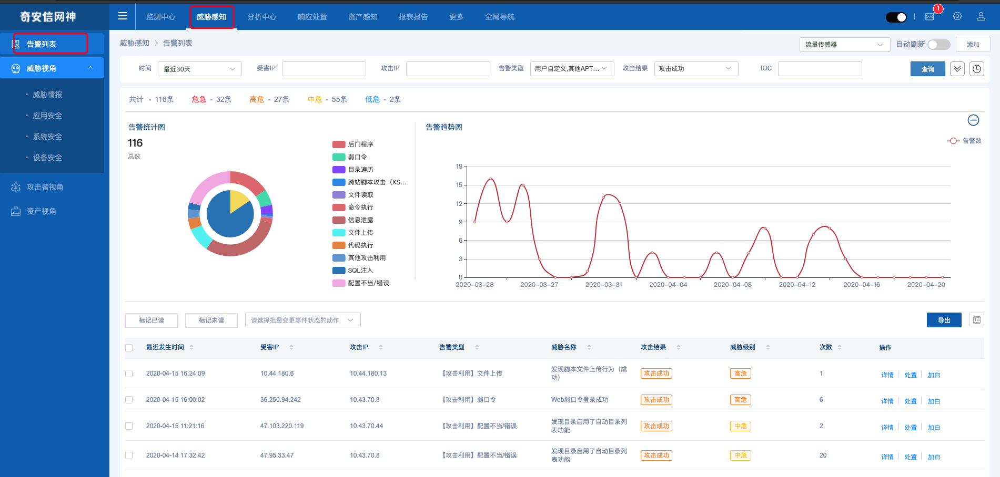 奇安信网神
监测中心 威胁感知 分析中心 响应处置 资产感知 报表报告 更多 全局导航
1
告警列表
威胁视角
威胁情报
应用安全
系统安全
设备安全
攻击者视角
资产视角
威胁感知 > 告警列表
流量传感器 自动刷新 添加
时间 最近30天 受害IP 攻击IP 告警类型 用户自定义,其他APT... 攻击结果 攻击成功 IOC 查询
共计 - 116条 危急 - 32条 高危 - 27条 中危 - 55条 低危 - 2条
告警统计图
116
总数
后门程序
弱口令
目录遍历
跨站脚本攻击（XS...
文件读取
命令执行
信息泄露
文件上传
代码执行
其他攻击利用
SQL注入
配置不当/错误
告警趋势图
告警数
18
15
12
9
6
3
0
2020-03-23 2020-03-27 2020-03-31 2020-04-04 2020-04-08 2020-04-12 2020-04-16 2020-04-20
标记已读 标记未读 请选择批量变更事件状态的动作 导出
最近发生时间 受害IP 攻击IP 告警类型 威胁名称 攻击结果 威胁级别 次数 操作
2020-04-15 16:24:09 10.44.180.6 10.44.180.13 【攻击利用】文件上传 发现脚本文件上传行为（成
功） 攻击成功 高危 1 详情 处置 加白
2020-04-15 16:00:02 36.250.94.242 10.43.70.8 【攻击利用】弱口令 Web弱口令登录成功 攻击成功 高危 6 详情 处置 加白
2020-04-15 11:21:16 47.103.220.119 10.43.70.44 【攻击利用】配置不当/错误 发现目录启用了自动目录列
表功能 攻击成功 中危 2 详情 处置 加白
2020-04-14 17:32:42 47.95.33.47 10.43.70.8 【攻击利用】配置不当/错误 发现目录启用了自动目录列
表功能 攻击成功 中危 20 详情 处置 加白